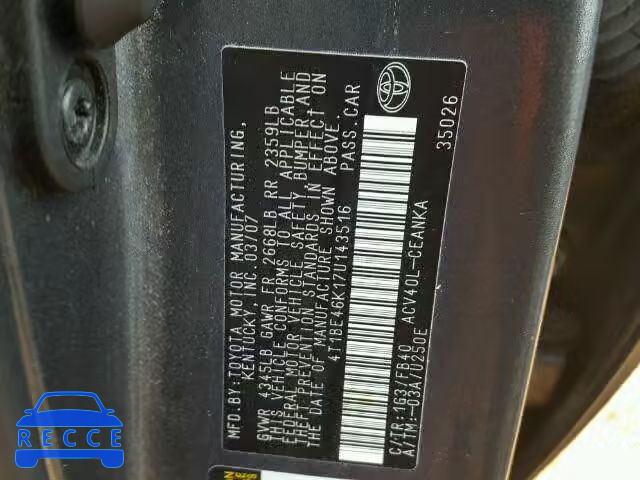 MFD.BY: TOYOTA MOTOR MANUFACTURING,
KENTUCKY, INC. 03/07
GVWR 4345LB GAWR FR 2668LB RR 2359LB
THIS VEHICLE CONFORMS TO ALL APPLICABLE
FEDERAL MOTOR VEHICLE SAFETY, BUMPER AND
THEFT PREVENTION STANDARDS IN EFFECT ON
THE DATE OF MANUFACTURE SHOWN ABOVE.
4T1BE46K17U143516 PASS. CAR
C/TR:1G3/FB40 ACV40L-CEANKA
A/TM:-03A/U250E
35026
RECCE